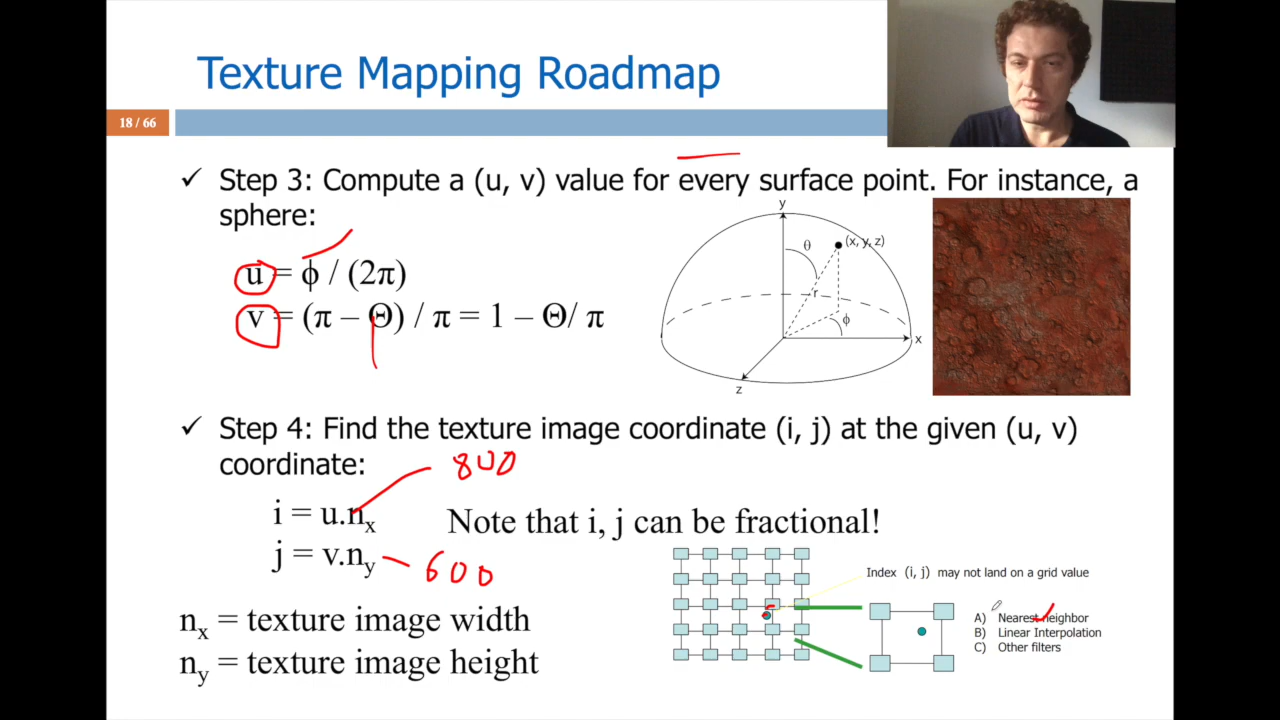 Texture Mapping Roadmap
18 / 66
✓ Step 3: Compute a (u, v) value for every surface point. For instance, a
sphere:
u = ϕ / (2π)
v = (π – Θ) / π = 1 – Θ/ π
y
θ
(x, y, z)
r
ϕ
x
z
✓ Step 4: Find the texture image coordinate (i, j) at the given (u, v)
coordinate:
800
i = u.nx
Note that i, j can be fractional!
j = v.ny
600
nx = texture image width
ny = texture image height
Index (i, j) may not land on a grid value
A) Nearest neighbor
B) Linear Interpolation
C) Other filters